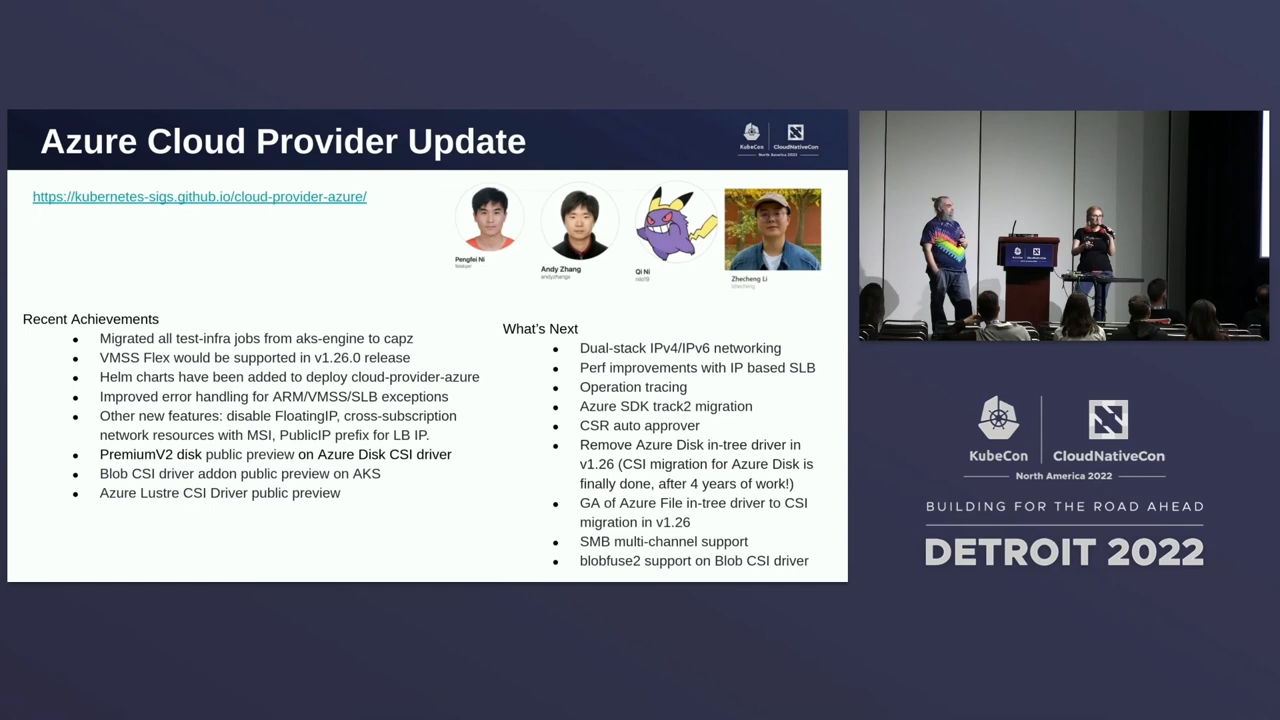 Azure Cloud Provider Update
KubeCon
CloudNativeCon
North America 2022
https://kubernetes-sigs.github.io/cloud-provider-azure/
Pengfei Ni
feiskyer
Andy Zhang
andyzhangx
Qi Ni
nilo19
Zhecheng Li
lzhecheng
Recent Achievements
● Migrated all test-infra jobs from aks-engine to capz
● VMSS Flex would be supported in v1.26.0 release
● Helm charts have been added to deploy cloud-provider-azure
● Improved error handling for ARM/VMSS/SLB exceptions
● Other new features: disable FloatingIP, cross-subscription
network resources with MSI, PublicIP prefix for LB IP.
● PremiumV2 disk public preview on Azure Disk CSI driver
● Blob CSI driver addon public preview on AKS
● Azure Lustre CSI Driver public preview
What's Next
● Dual-stack IPv4/IPv6 networking
● Perf improvements with IP based SLB
● Operation tracing
● Azure SDK track2 migration
● CSR auto approver
● Remove Azure Disk in-tree driver in
v1.26 (CSI migration for Azure Disk is
finally done, after 4 years of work!)
● GA of Azure File in-tree driver to CSI
migration in v1.26
● SMB multi-channel support
● blobfuse2 support on Blob CSI driver
KubeCon
CloudNativeCon
North America 2022
BUILDING FOR THE ROAD AHEAD
DETROIT 2022